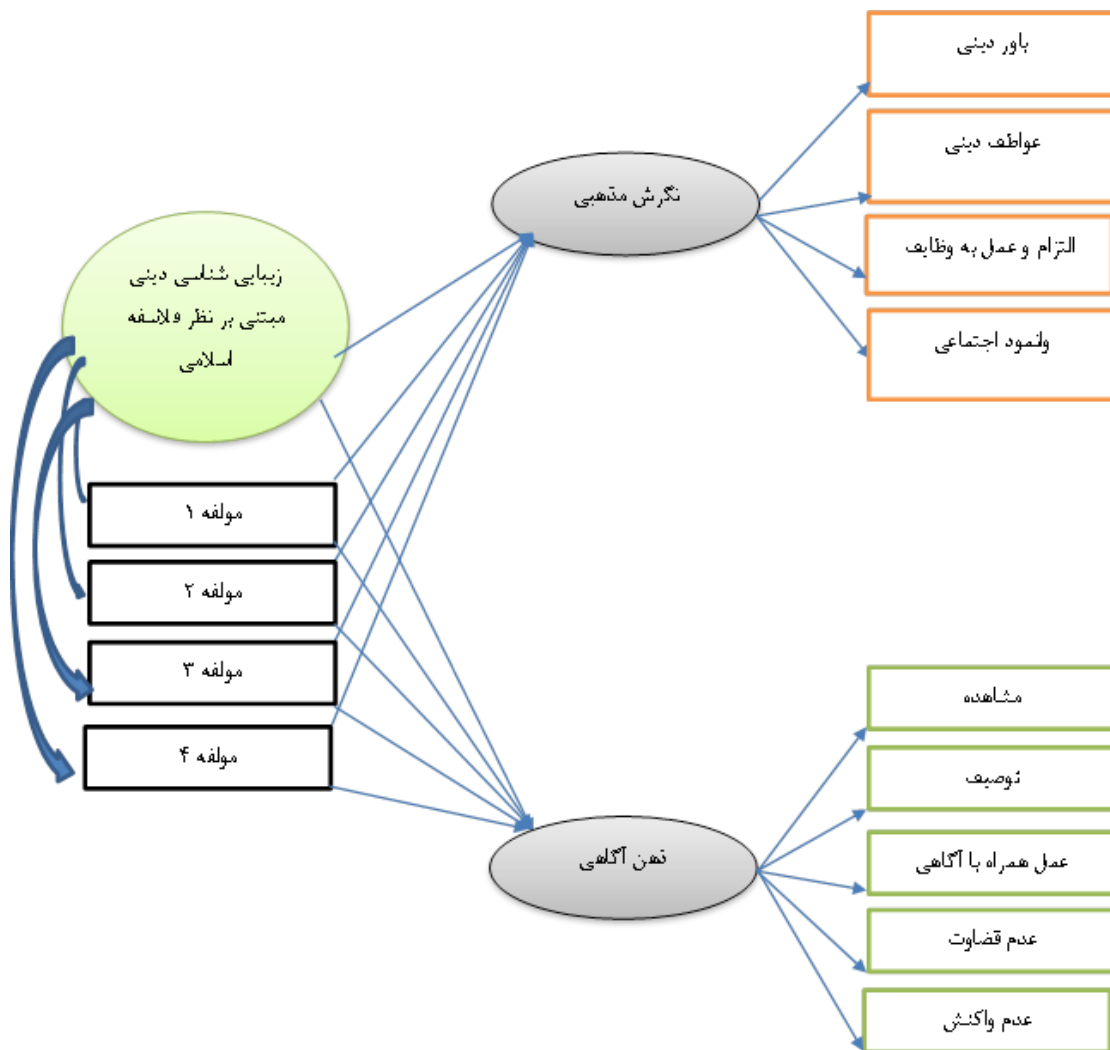 باور دینی
عواطف دینی
التزام و عمل به وظایف
وانمود اجتماعی
نگرش مذهبی
زیبایی شناسی دینی
مبتنی بر نظر فلاسفه
اسلامی
مولفه ۱
مولفه ۲
مولفه ۳
مولفه ۴
مشاهده
توصیف
عمل همراه با آگاهی
عدم قضاوت
عدم واکنش
ذهن آگاهی